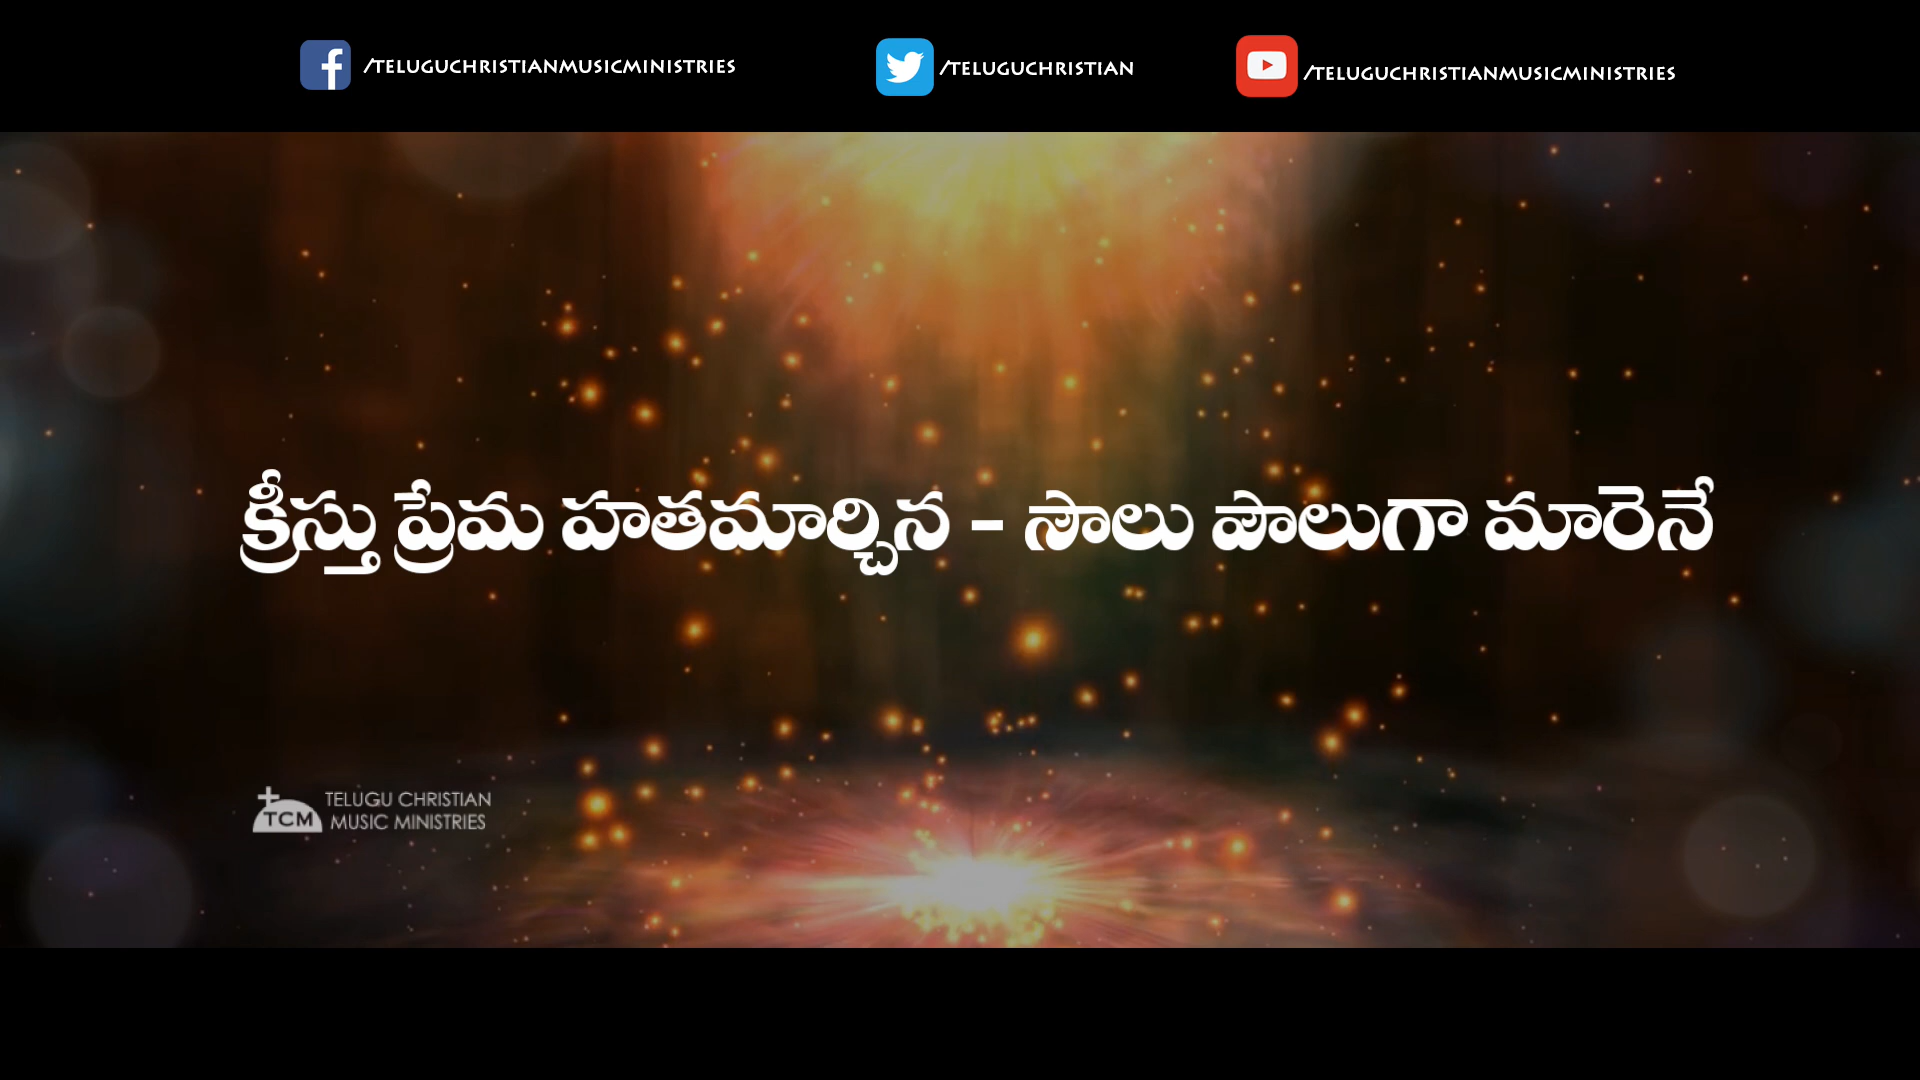 /TELUGUCHRISTIANMUSICMINISTRIES
/TELUGUCHRISTIAN
/TELUGUCHRISTIANMUSICMINISTRIES
క్రీస్తు ప్రేమ హతమార్చిన - సౌలు పౌలుగా మారెనే
TCM
TELUGU CHRISTIAN
MUSIC MINISTRIES